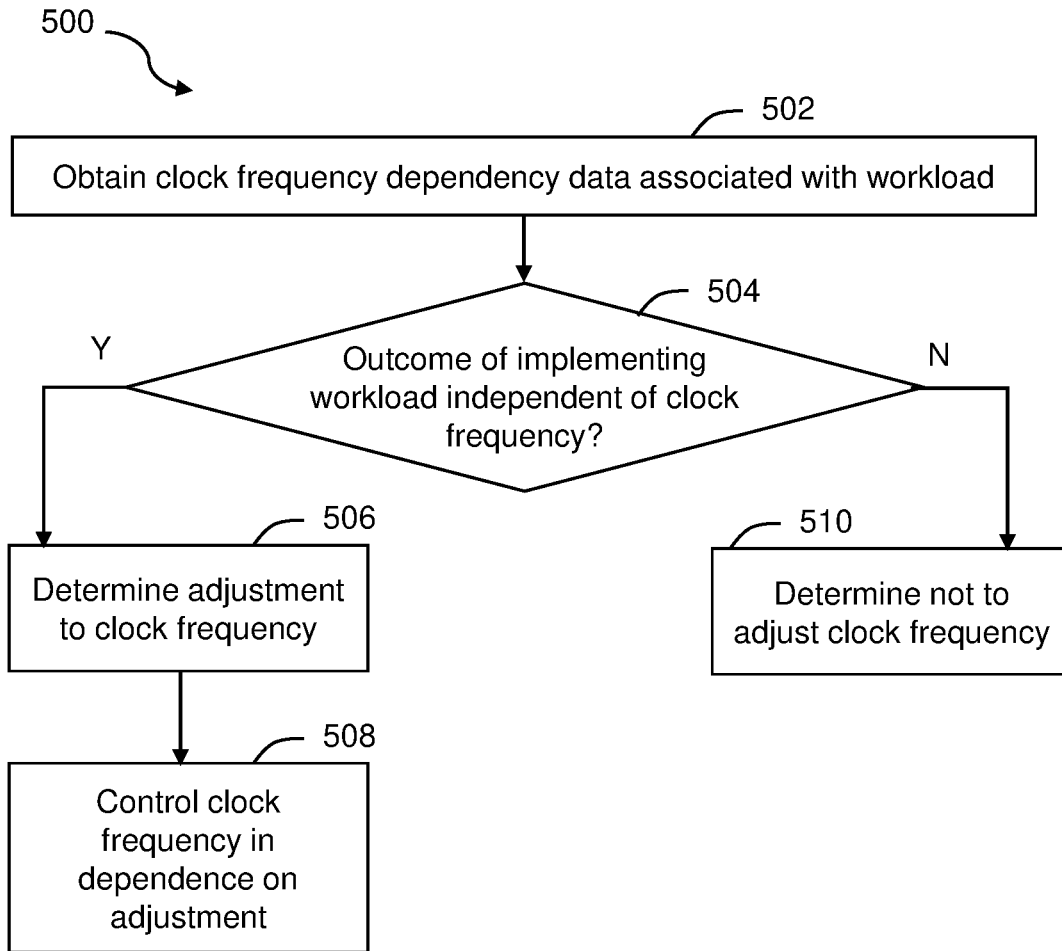 500
502
Obtain clock frequency dependency data associated with workload
504
Y
N
Outcome of implementing
workload independent of clock
frequency?
506
510
Determine adjustment
to clock frequency
Determine not to
adjust clock frequency
508
Control clock
frequency in
dependence on
adjustment